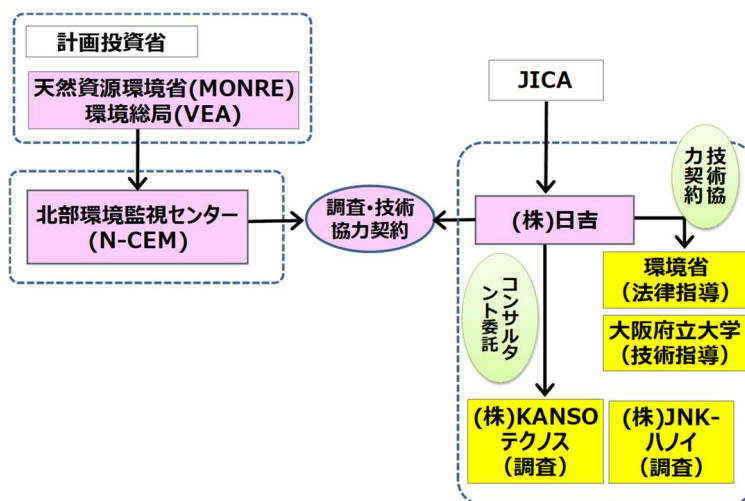 計画投資省
天然資源環境省(MONRE)
環境総局(VEA)
北部環境監視センター
(N-CEM)
調査・技術
協力契約
JICA
(株)日吉
技術協
力契約
コンサルタ
ント委託
環境省
(法律指導)
大阪府立大学
(技術指導)
(株)KANSO
テクノス
(調査)
(株)JNK-
ハノイ
(調査)